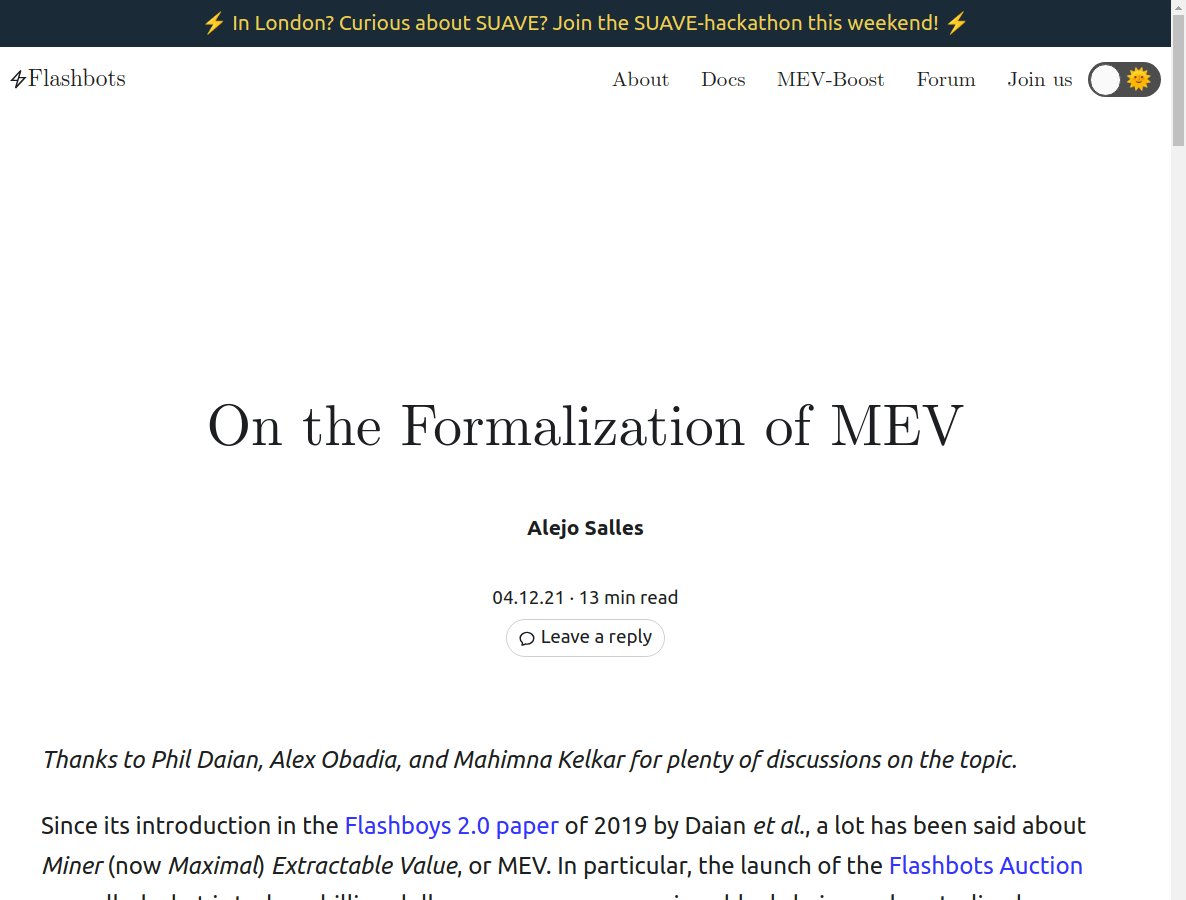 ⚡ In London? Curious about SUAVE? Join the SUAVE-hackathon this weekend! ⚡
Flashbots About Docs MEV-Boost Forum Join us
On the Formalization of MEV
Alejo Salles
04.12.21 · 13 min read
Leave a reply
Thanks to Phil Daian, Alex Obadia, and Mahimna Kelkar for plenty of discussions on the topic.
Since its introduction in the Flashboys 2.0 paper of 2019 by Daian et al., a lot has been said about
Miner (now Maximal) Extractable Value, or MEV. In particular, the launch of the Flashbots Auction